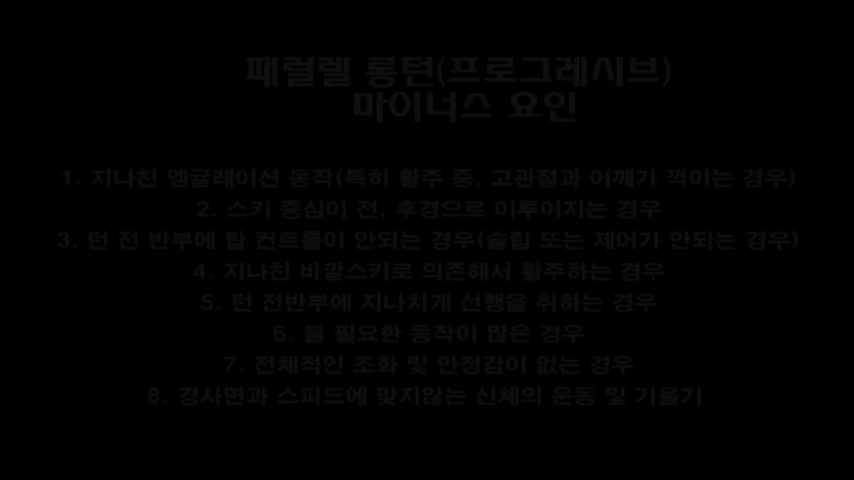 패럴렐 롱턴(프로그레시브)
마이너스 요인
1. 지나친 엥귤레이션 동작(특히 활주 중, 고관절과 어깨가 꺽이는 경우)
2. 스키 중심이 전, 후경으로 이루어지는 경우
3. 턴 전 반부에 탑 컨트롤이 안되는 경우(슬립 또는 제어가 안되는 경우)
4. 지나친 바깥스키로 의존해서 활주하는 경우
5. 턴 전반부에 지나치게 선행을 취하는 경우
6. 불 필요한 동작이 많은 경우
7. 전체적인 조화 및 안정감이 없는 경우
8. 경사면과 스피드에 맞지않는 신체의 운동 및 기울기